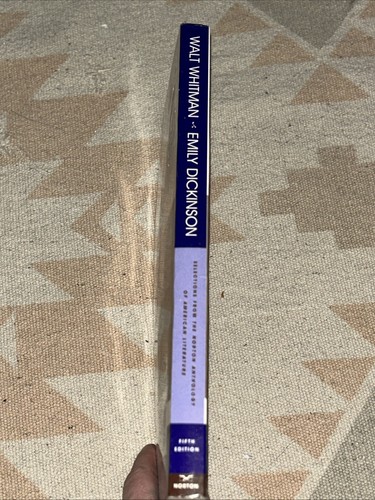 WALT WHITMAN EMILY DICKINSON
SELECTIONS FROM THE NORTON ANTHOLOGY
OF AMERICAN LITERATURE
FIFTH
EDITION
NORTON